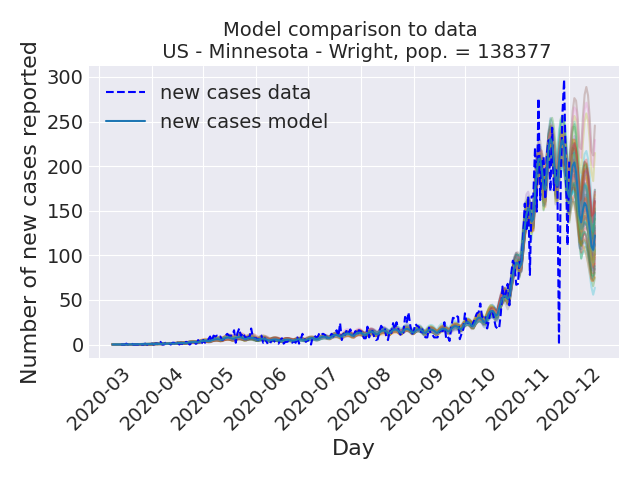 Model comparison to data
US - Minnesota - Wright, pop. = 138377
Number of new cases reported
300
250
200
150
100
50
0
new cases data
new cases model
2020-03
2020-04
2020-05
2020-06
2020-07
2020-08
2020-09
2020-10
2020-11
2020-12
Day